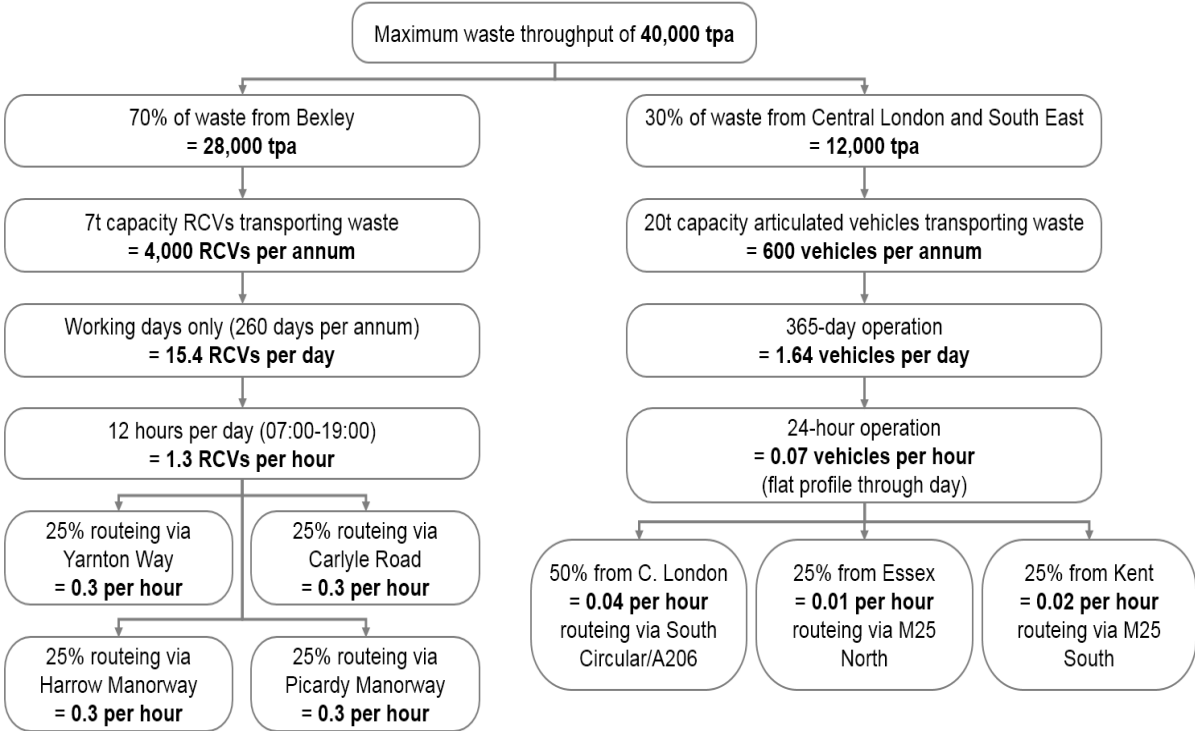 Maximum waste throughput of 40,000 tpa
70% of waste from Bexley
= 28,000 tpa
30% of waste from Central London and South East
= 12,000 tpa
7t capacity RCVs transporting waste
= 4,000 RCVs per annum
20t capacity articulated vehicles transporting waste
= 600 vehicles per annum
Working days only (260 days per annum)
= 15.4 RCVs per day
365-day operation
= 1.64 vehicles per day
12 hours per day (07:00-19:00)
= 1.3 RCVs per hour
24-hour operation
= 0.07 vehicles per hour
(flat profile through day)
25% routeing via
Yarnton Way
= 0.3 per hour
25% routeing via
Carlyle Road
= 0.3 per hour
25% routeing via
Harrow Manorway
= 0.3 per hour
25% routeing via
Picardy Manorway
= 0.3 per hour
50% from C. London
= 0.04 per hour
routeing via South
Circular/A206
25% from Essex
= 0.01 per hour
routeing via M25
North
25% from Kent
= 0.02 per hour
routeing via M25
South